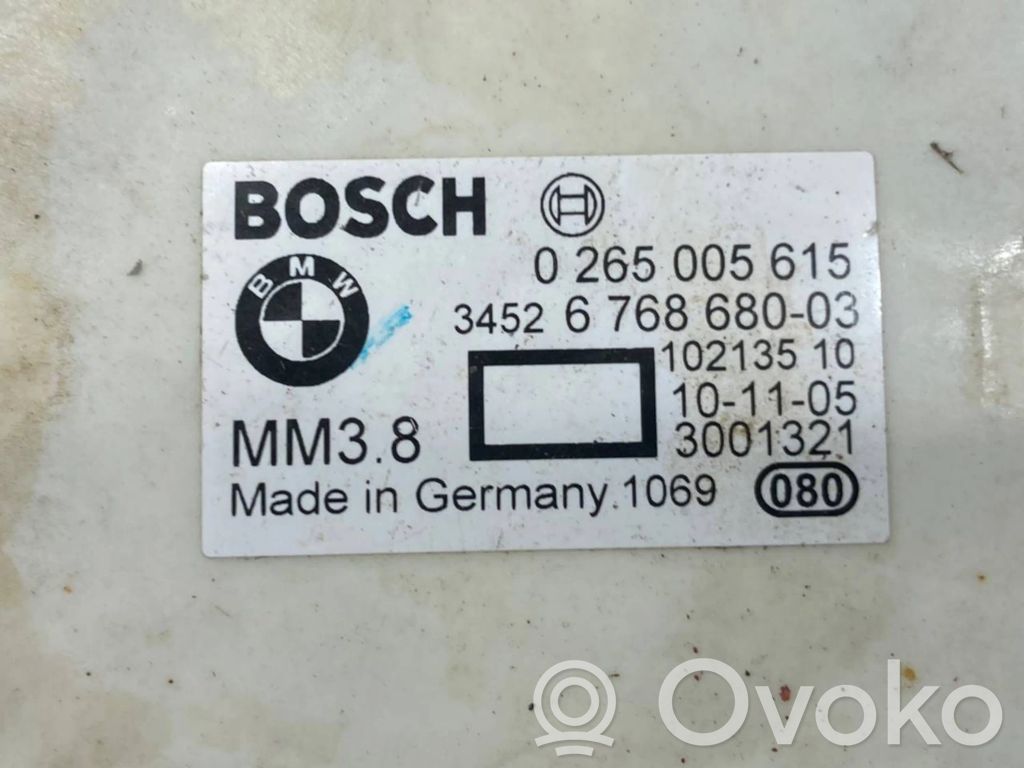 BOSCH
0 265 005 615
BMW
3452 6 768 680-03
102135 10
10-11-05
MM3.8
3001321
Made in Germany.1069
080
Ovoko